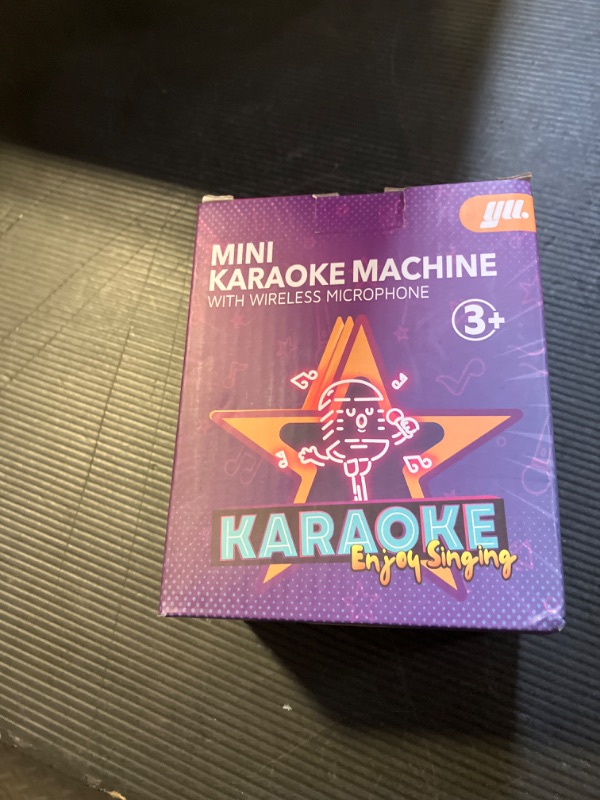 yu.
MINI
KARAOKE MACHINE
WITH WIRELESS MICROPHONE
3+
KARAOKE
Enjoy Singing